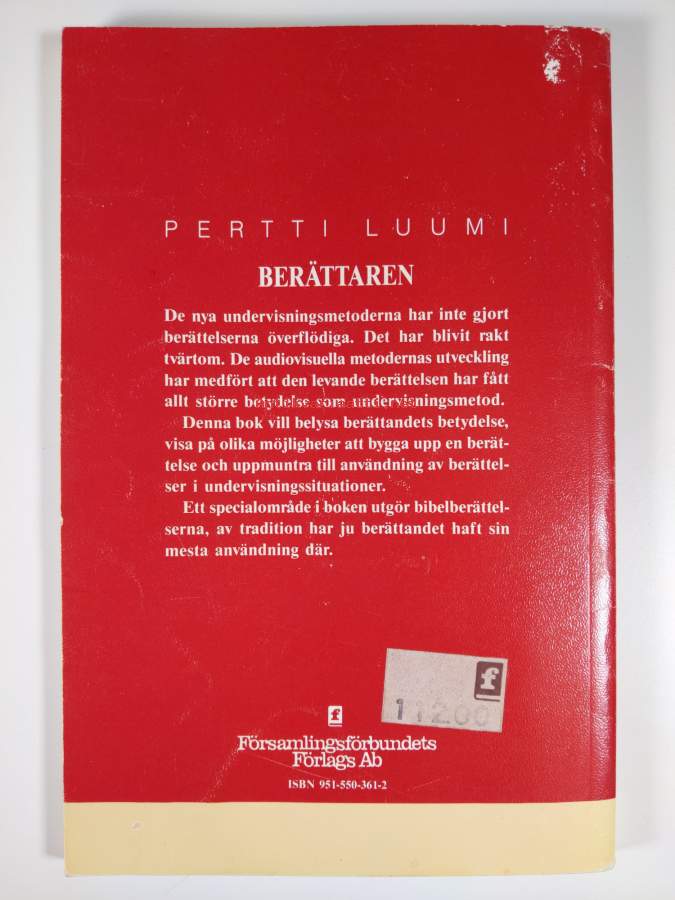 PERTTI LUUMI
BERÄTTAREN
De nya undervisningsmetoderna har inte gjort
berättelserna överflödiga. Det har blivit rakt
tvärtom. De audiovisuella metodernas utveckling
har medfört att den levande berättelsen har fått
allt större betydelse som undervisningsmetod.
Denna bok vill belysa berättandets betydelse,
visa på olika möjligheter att bygga upp en berät-
telse och uppmuntra till användning av berättel-
ser i undervisningssituationer.
Ett specialområde i boken utgör bibelberättel-
serna, av tradition har ju berättandet haft sin
mesta användning där.
f
11200
f
Församlingsförbundets
Förlags Ab
ISBN 951-550-361-2